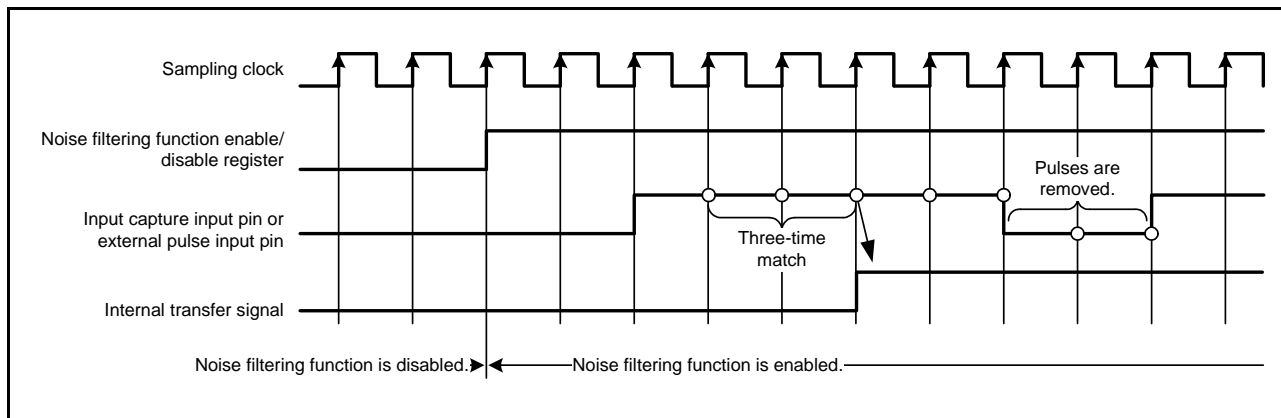 Sampling clock
Noise filtering function enable/
disable register
Pulses are
removed.
Input capture input pin or
external pulse input pin
Three-time
match
Internal transfer signal
Noise filtering function is disabled.
Noise filtering function is enabled.